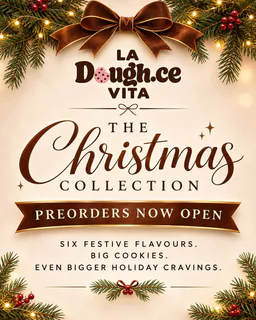 LA
Dough.ce
VITA
THE
Christmas
COLLECTION
PREORDERS NOW OPEN
SIX FESTIVE FLAVOURS.
BIG COOKIES.
EVEN BIGGER HOLIDAY CRAVINGS.